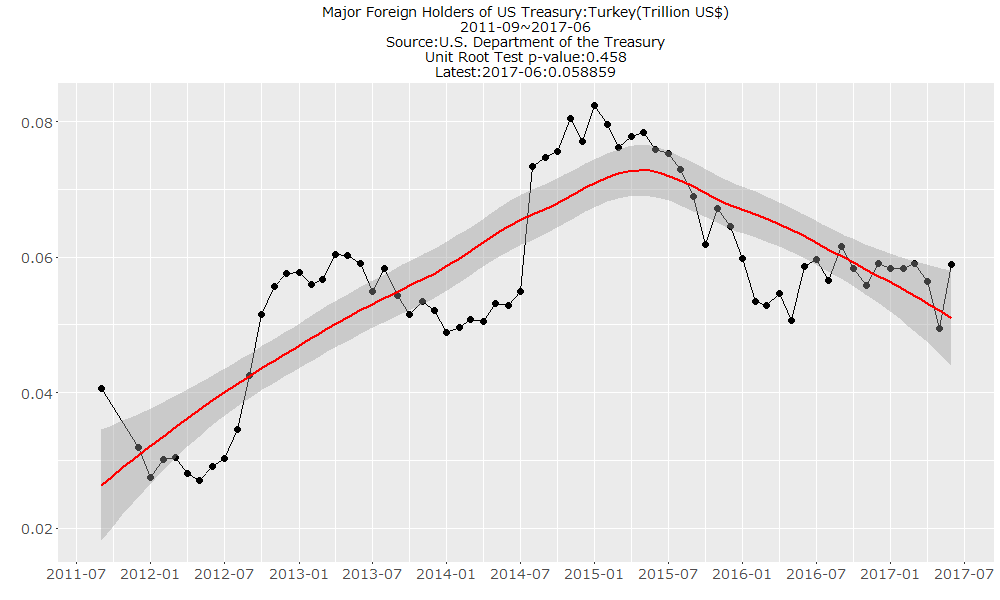 Major Foreign Holders of US Treasury:Turkey(Trillion US$)
2011-09~2017-06
Source:U.S. Department of the Treasury
Unit Root Test p-value:0.458
Latest:2017-06:0.058859
0.08
0.06
0.04
0.02
2011-07 2012-01 2012-07 2013-01 2013-07 2014-01 2014-07 2015-01 2015-07 2016-01 2016-07 2017-01 2017-07